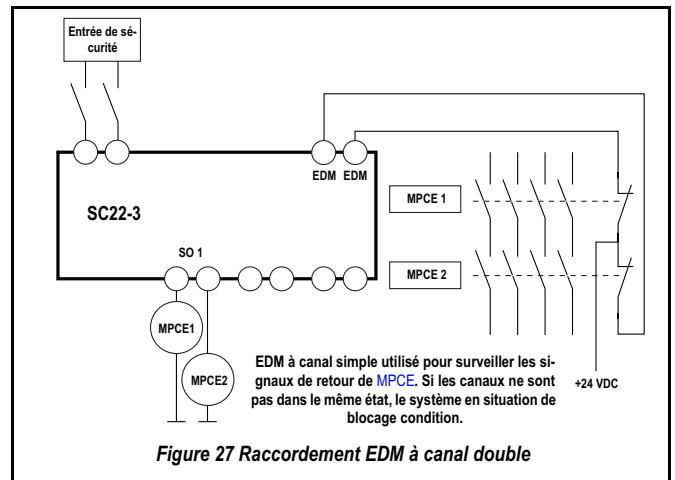 Entrée de sé-
curité
EDM EDM
SC22-3
MPCE 1
SO 1
MPCE 2
MPCE1
MPCE2
EDM à canal simple utilisé pour surveiller les si-
gnaux de retour de MPCE. Si les canaux ne sont
pas dans le même état, le système en situation de
blocage condition.
+24 VDC
Figure 27 Raccordement EDM à canal double